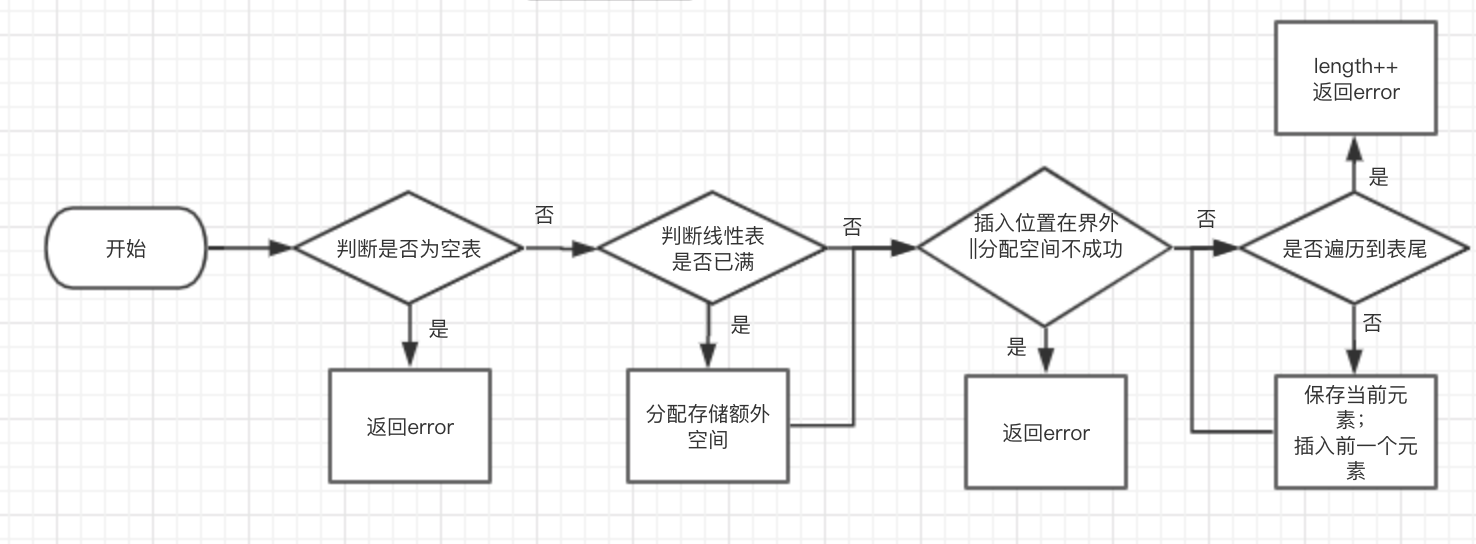 开始
判断是否为空表
否
是
返回error
判断线性表
是否已满
否
是
分配存储额外
空间
插入位置在界外
||分配空间不成功
否
是
返回error
是否遍历到表尾
是
length++
返回error
否
保存当前元
素；
插入前一个元
素